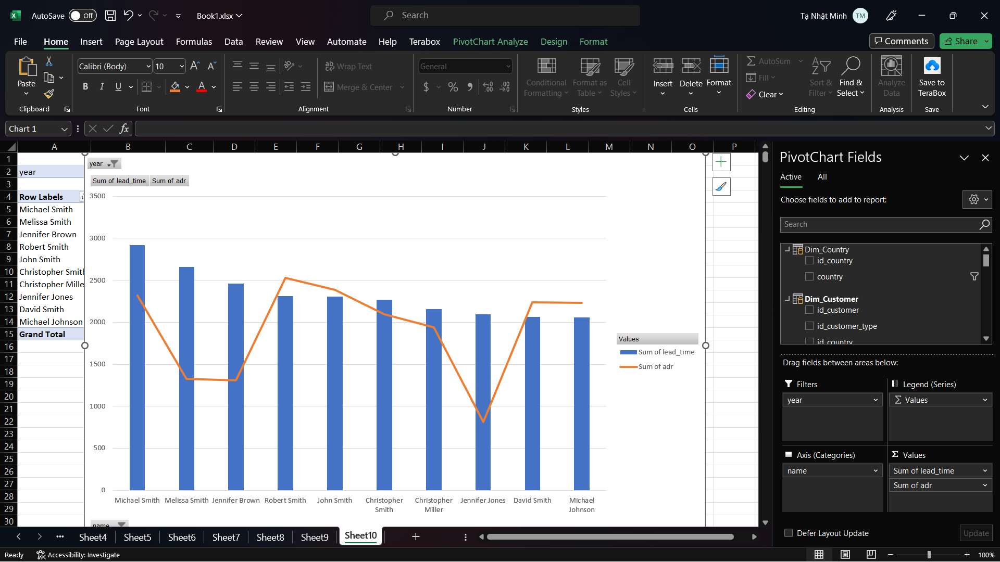 AutoSave Off Book1.xlsx Search Tạ Nhật Minh TM
File Home Insert Page Layout Formulas Data Review View Automate Help Terabox PivotChart Analyze Design Format Comments Share
Calibri (Body) 10 Wrap Text General AutoSum
Paste B I U A Merge & Center $ % Conditional Formatting Format as Table Cell Styles Insert Delete Format Fill Clear Sort & Filter Find & Select Analyze Data Save to TeraBox
Clipboard Font Alignment Number Styles Cells Editing Analysis Save
Chart 1 fx
A B C D E F G H I J K L M N O P
1
2 year
3
4 Row Labels
5 Michael Smith
6 Melissa Smith
7 Jennifer Brown
8 Robert Smith
9 John Smith
10 Christopher Smith
11 Christopher Mille
12 Jennifer Jones
13 David Smith
14 Michael Johnson
15 Grand Total
16
17
18
19
20
21
22
23
24
25
26
27
28
29
30
year
Sum of lead_time Sum of adr
3500
3000
2500
2000
1500
1000
500
0
Michael Smith Melissa Smith Jennifer Brown Robert Smith John Smith Christopher Smith Christopher Miller Jennifer Jones David Smith Michael Johnson
name
Values
Sum of lead_time
Sum of adr
PivotChart Fields
Active All
Choose fields to add to report:
Search
Dim_Country
id_country
country
Dim_Customer
id_customer
id_customer_type
id_country
Drag fields between areas below:
Filters Legend (Series)
year Values
Axis (Categories) Values
name Sum of lead_time
Sum of adr
Defer Layout Update Update
Sheet4 Sheet5 Sheet6 Sheet7 Sheet8 Sheet9 Sheet10
Ready Accessibility: Investigate 100%